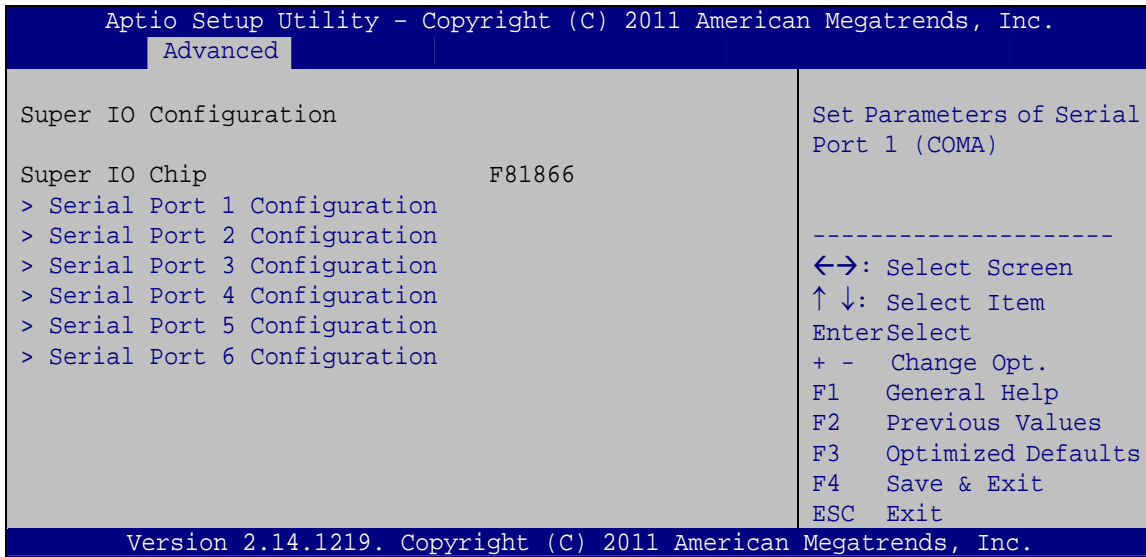 Aptio Setup Utility – Copyright (C) 2011 American Megatrends, Inc.
Advanced
Super IO Configuration
Super IO Chip F81866
> Serial Port 1 Configuration
> Serial Port 2 Configuration
> Serial Port 3 Configuration
> Serial Port 4 Configuration
> Serial Port 5 Configuration
> Serial Port 6 Configuration
Set Parameters of Serial
Port 1 (COMA)
---------------------
←→: Select Screen
↑ ↓: Select Item
EnterSelect
+ - Change Opt.
F1 General Help
F2 Previous Values
F3 Optimized Defaults
F4 Save & Exit
ESC Exit
Version 2.14.1219. Copyright (C) 2011 American Megatrends, Inc.